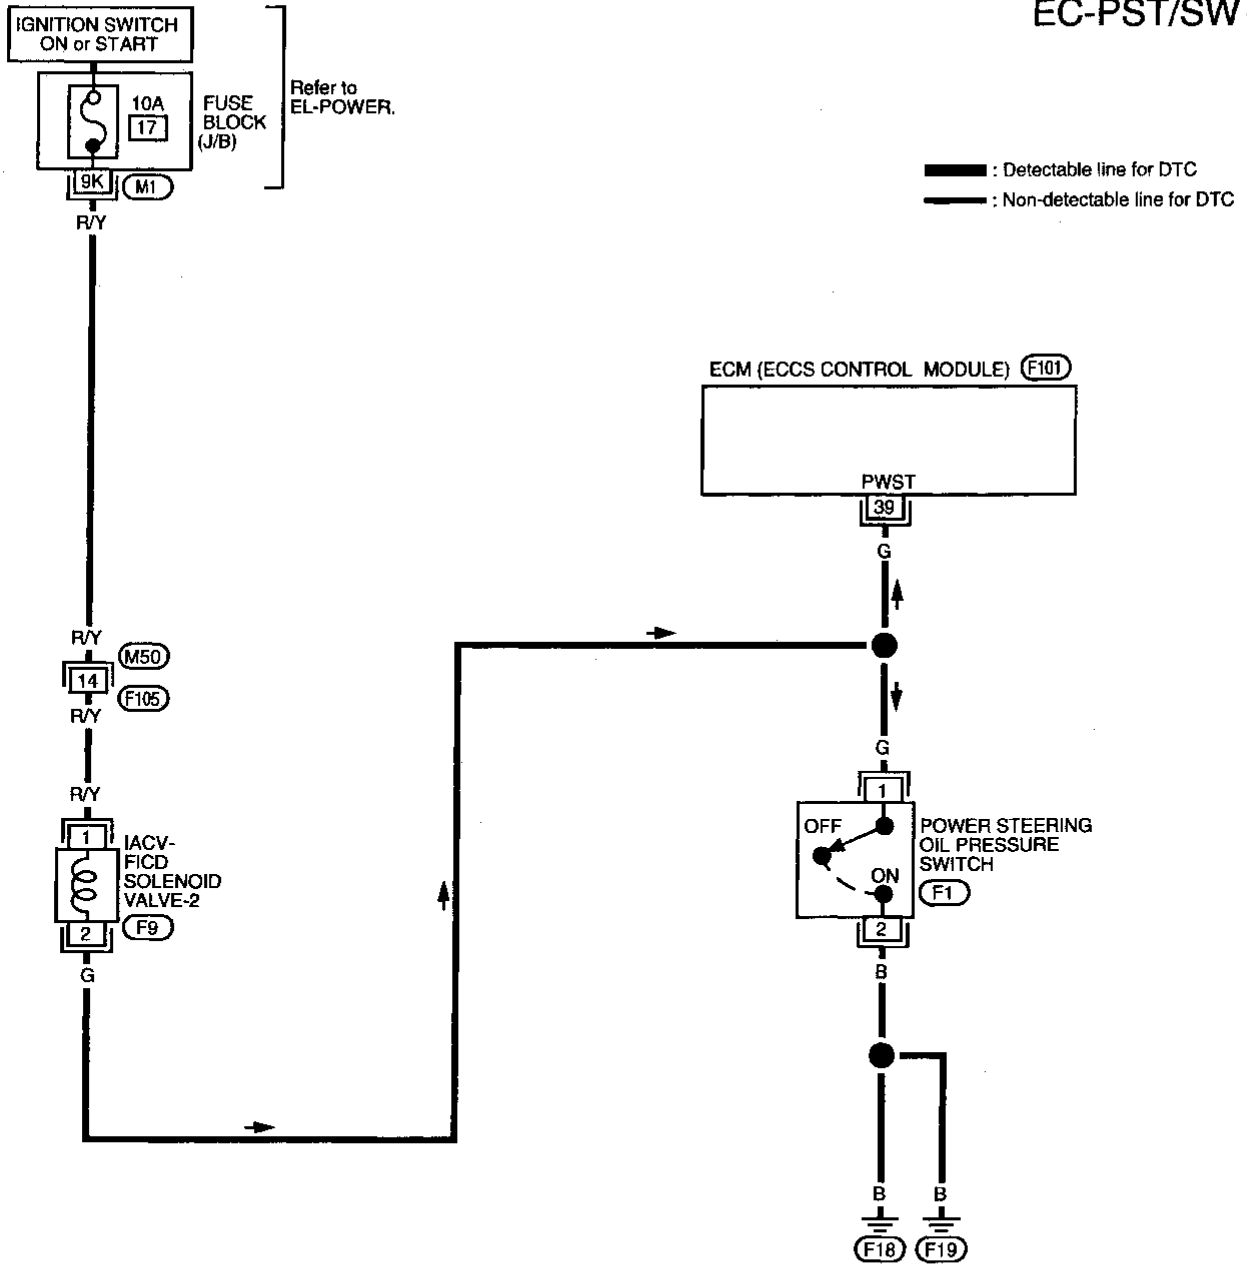 EC-PST/SW
IGNITION SWITCH
ON or START
10A
17
FUSE
BLOCK
(J/B)
Refer to
EL-POWER.
9K
M1
R/Y
: Detectable line for DTC
: Non-detectable line for DTC
ECM (ECCS CONTROL MODULE)
F101
PWST
39
G
R/Y
M50
14
F105
R/Y
G
R/Y
1
IACV-
FICD
SOLENOID
VALVE-2
F9
2
G
1
OFF
ON
POWER STEERING
OIL PRESSURE
SWITCH
F1
2
B
B
B
F18
F19